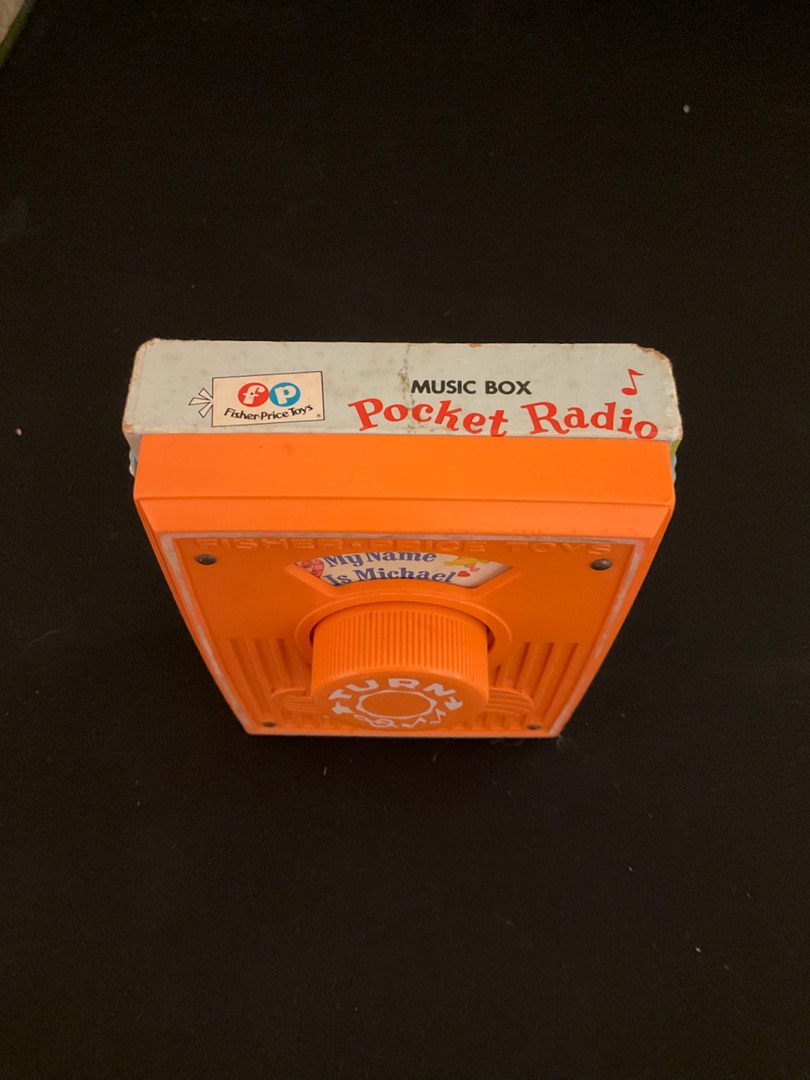 fp
Fisher-Price Toys ®
MUSIC BOX
Pocket Radio
FISHER-PRICE TOYS
My Name
Is Michael
TURN